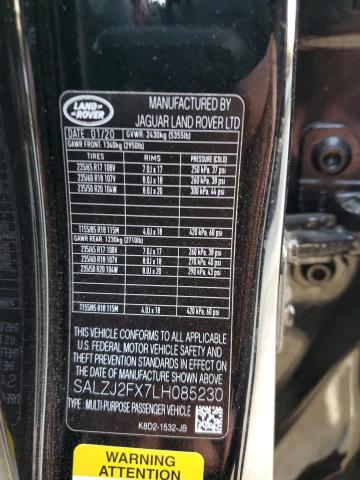 LAND-
ROVER
MANUFACTURED BY
JAGUAR LAND ROVER LTD
DATE: 01/20 GVWR: 2430kg (5355lb)
GAWR FRONT: 1340kg (2950lb)
TIRES RIMS PRESSURE (COLD)
235/65 R17 108V 7.0J x 17 250 kPa, 37 psi
235/60 R18 107V 8.0J x 18 260 kPa, 38 psi
235/50 R20 104W 8.0J x 20 300 kPa, 44 psi
T155/85 R18 115M 4.0J x 18 420 kPa, 60 psi
GAWR REAR: 1230kg (2710lb)
235/65 R17 108V 7.0J x 17 260 kPa, 38 psi
235/60 R18 107V 8.0J x 18 270 kPa, 40 psi
235/50 R20 104W 8.0J x 20 290 kPa, 43 psi
T155/85 R18 115M 4.0J x 18 420 kPa, 60 psi
THIS VEHICLE CONFORMS TO ALL APPLICABLE
U.S. FEDERAL MOTOR VEHICLE SAFETY AND
THEFT PREVENTION STANDARDS IN EFFECT
ON THE DATE OF MANUFACTURE SHOWN ABOVE.
SALZJ2FX7LH085230
TYPE: MULTI-PURPOSE PASSENGER VEHICLE
K8D2-1532-JB
WARNING
ATTENTION